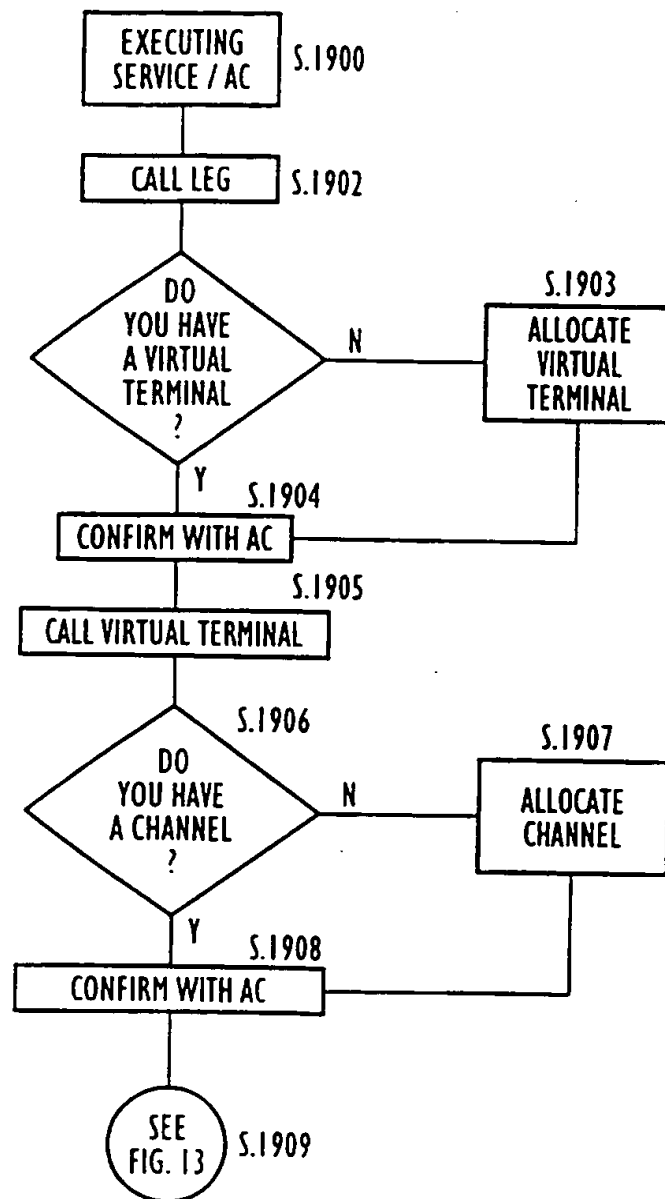 EXECUTING
SERVICE / AC
S.1900
CALL LEG
S.1902
DO
YOU HAVE
A VIRTUAL
TERMINAL
?
N
S.1903
ALLOCATE
VIRTUAL
TERMINAL
Y
S.1904
CONFIRM WITH AC
S.1905
CALL VIRTUAL TERMINAL
S.1906
DO
YOU HAVE
A CHANNEL
?
N
S.1907
ALLOCATE
CHANNEL
Y
S.1908
CONFIRM WITH AC
SEE
FIG. 13
S.1909